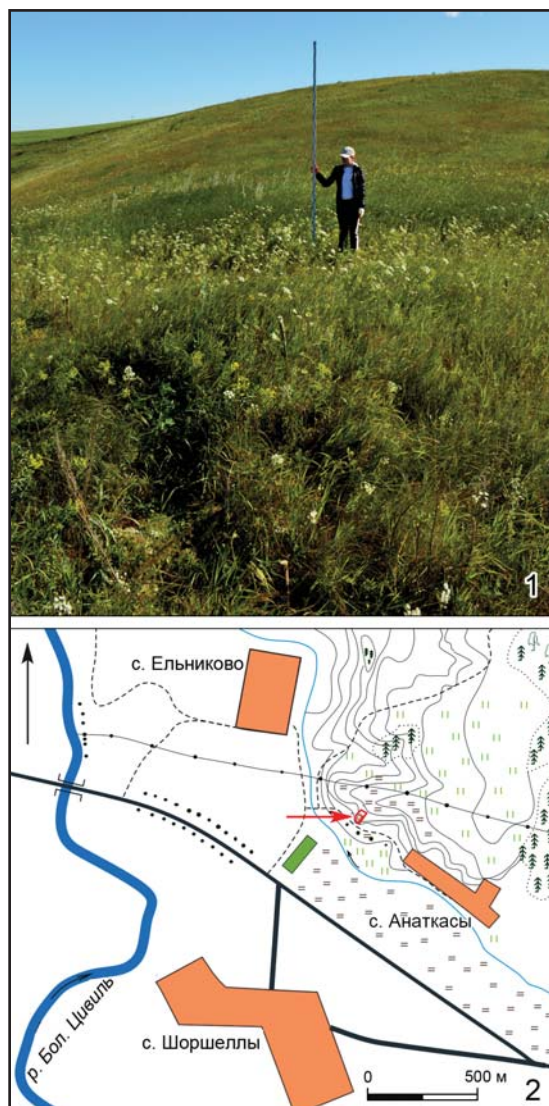 1
с. Ельниково
с. Анаткасы
р. Бол. Цивиль
с. Шоршеллы
0 500 м
2